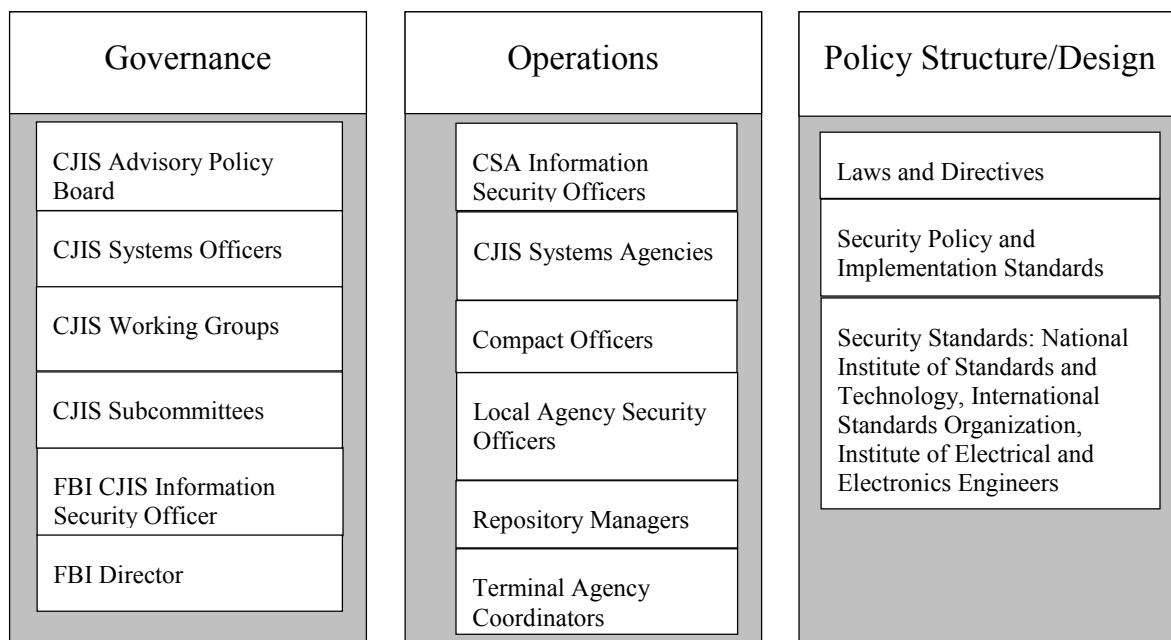 Governance
CJIS Advisory Policy
Board
CJIS Systems Officers
CJIS Working Groups
CJIS Subcommittees
FBI CJIS Information
Security Officer
FBI Director
Operations
CSA Information
Security Officers
CJIS Systems Agencies
Compact Officers
Local Agency Security
Officers
Repository Managers
Terminal Agency
Coordinators
Policy Structure/Design
Laws and Directives
Security Policy and
Implementation Standards
Security Standards: National
Institute of Standards and
Technology, International
Standards Organization,
Institute of Electrical and
Electronics Engineers